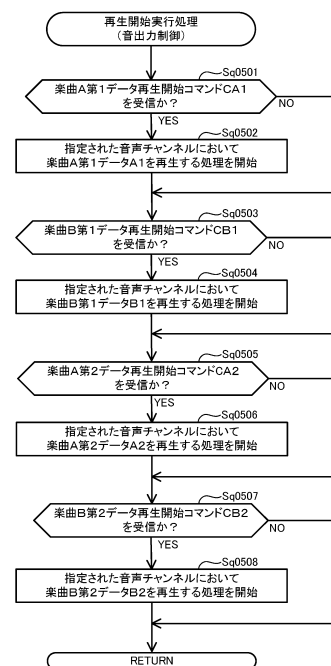 再生開始実行処理
(音出力制御)
Sq0501
楽曲A第1データ再生開始コマンドCA1
を受信か?
NO
YES
Sq0502
指定された音声チャンネルにおいて
楽曲A第1データA1を再生する処理を開始
Sq0503
楽曲B第1データ再生開始コマンドCB1
を受信か?
NO
YES
Sq0504
指定された音声チャンネルにおいて
楽曲B第1データB1を再生する処理を開始
Sq0505
楽曲A第2データ再生開始コマンドCA2
を受信か?
NO
YES
Sq0506
指定された音声チャンネルにおいて
楽曲A第2データA2を再生する処理を開始
Sq0507
楽曲B第2データ再生開始コマンドCB2
を受信か?
NO
YES
Sq0508
指定された音声チャンネルにおいて
楽曲B第2データB2を再生する処理を開始
RETURN